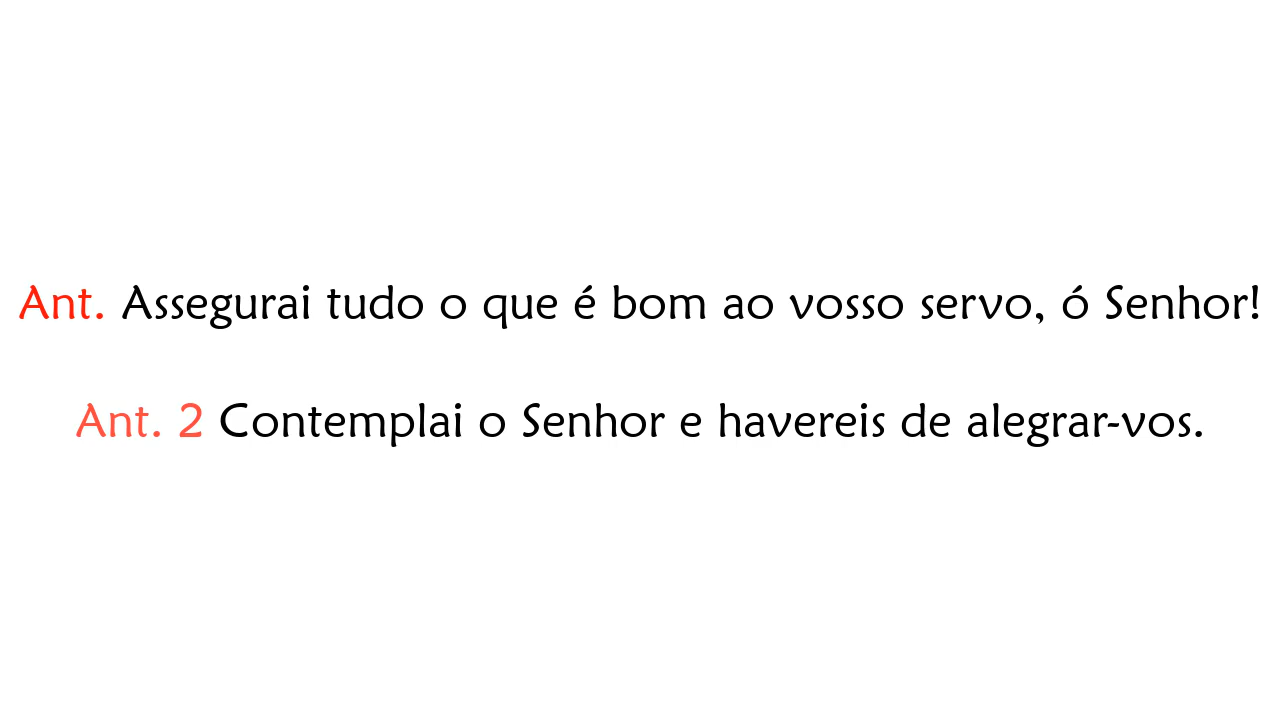 Ant. Assegurai tudo o que é bom ao vosso servo, ó Senhor!
Ant. 2 Contemplai o Senhor e havereis de alegrar-vos.